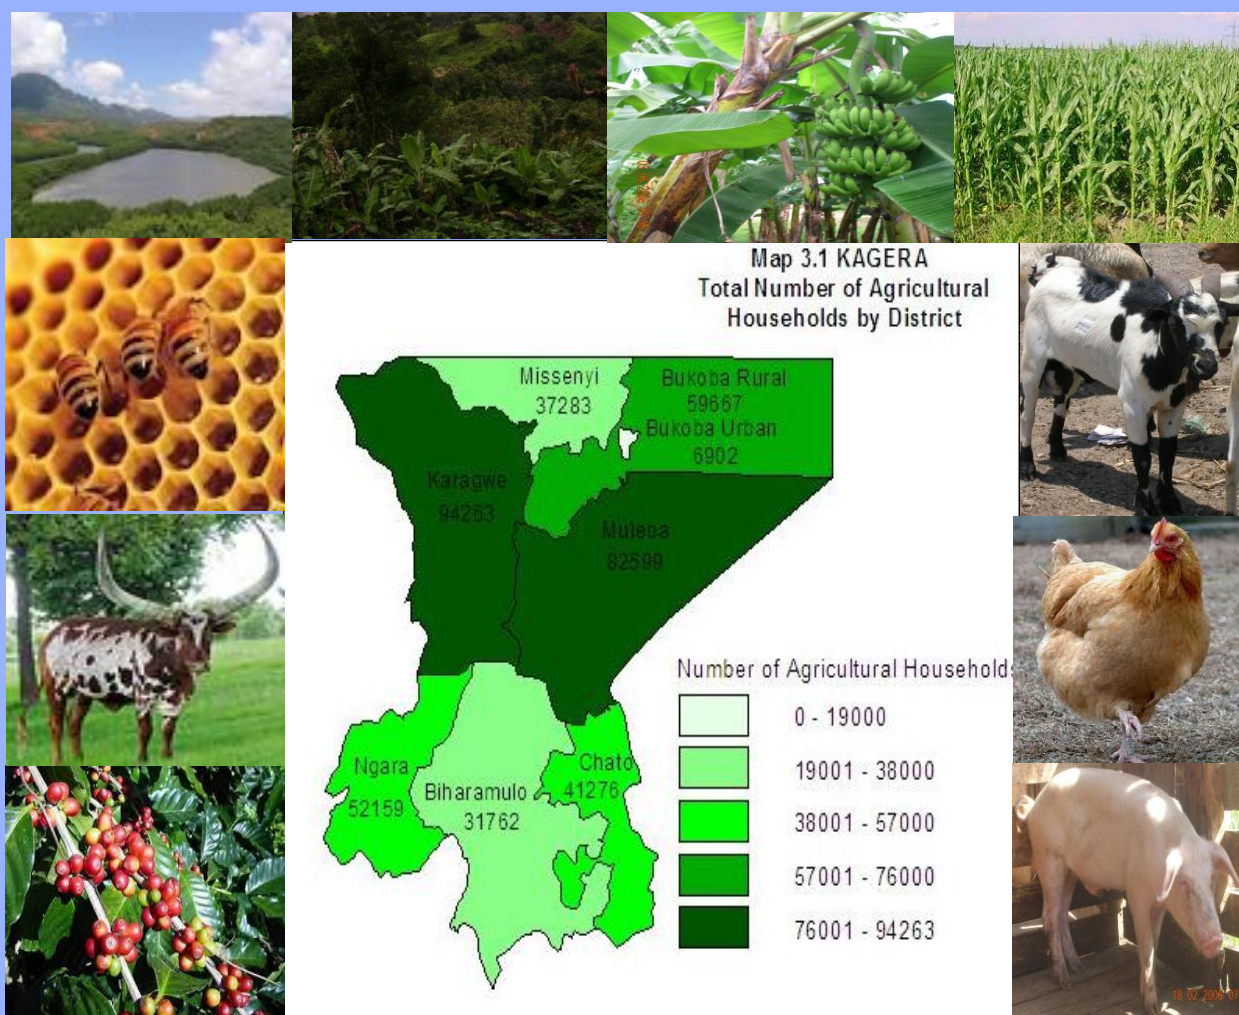 Map 3.1 KAGERA
Total Number of Agricultural
Households by District
Missenyi
37283
Bukoba Rural
59667
Bukoba Urban
6902
Karagwe
94263
Muleba
82599
Ngara
52159
Biharamulo
31762
Chato
41276
Number of Agricultural Households
0 - 19000
19001 - 38000
38001 - 57000
57001 - 76000
76001 - 94263